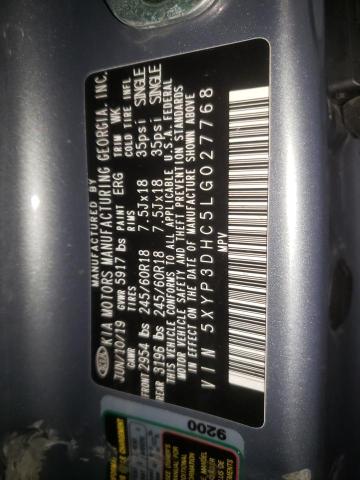 MANUFACTURED BY
KIA MOTORS MANUFACTURING GEORGIA, INC.
JUN/10/19 GVWR 5917 lbs PAINT ERG TRIM WK
GAWR TIRES RIMS COLD TIRE INFL
FRONT 2954 lbs 245/60R18 7.5Jx18 35psi SINGLE
REAR 3196 lbs 245/60R18 7.5Jx18 35psi SINGLE
THIS VEHICLE CONFORMS TO ALL APPLICABLE U.S.A. FEDERAL
MOTOR VEHICLE SAFETY AND THEFT PREVENTION STANDARDS
IN EFFECT ON THE DATE OF MANUFACTURE SHOWN ABOVE
VIN 5XYP3DHC5LG027768
MPV
9200